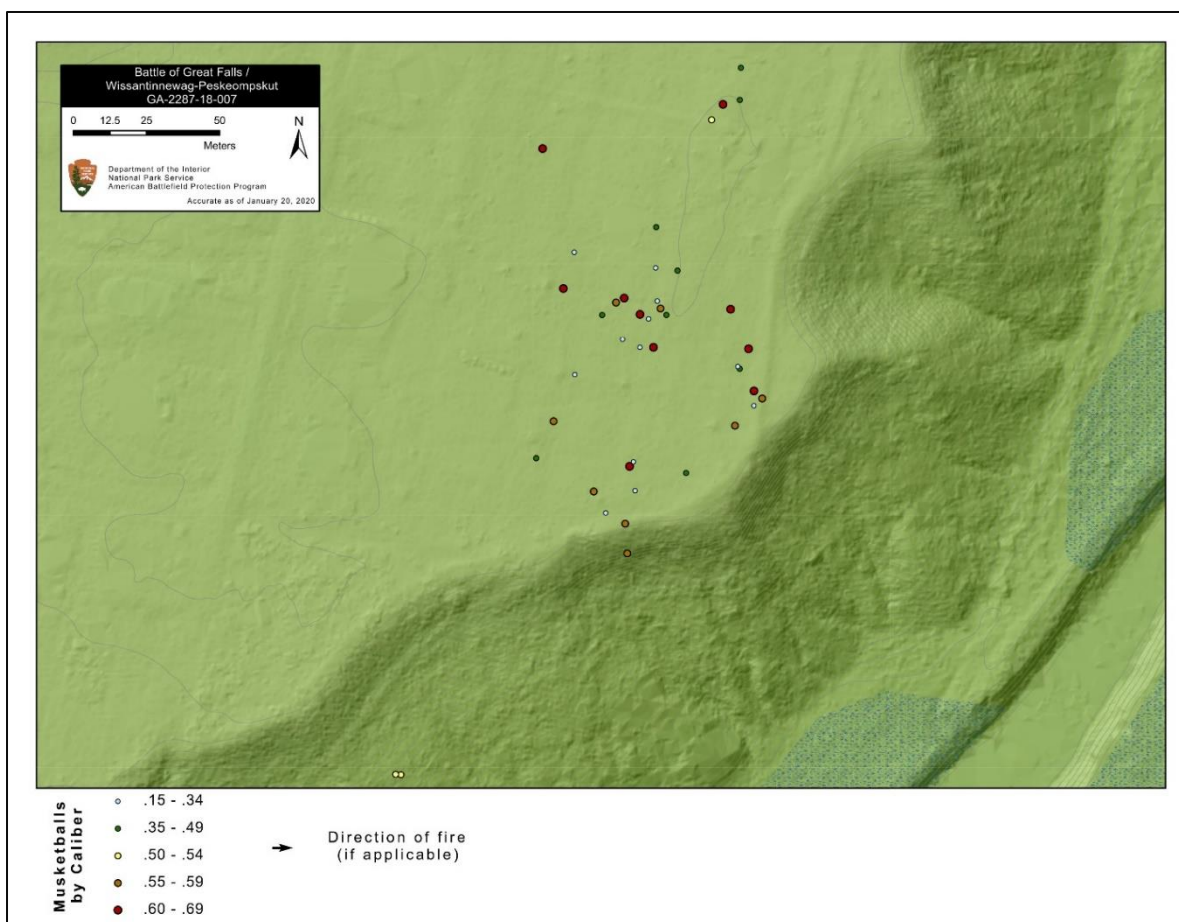 Battle of Great Falls /
Wissantinnewag-Peskeompskut
GA-2287-18-007
0 12.5 25 50
Meters
N
Department of the Interior
National Park Service
American Battlefield Protection Program
Accurate as of January 20, 2020
Musketballs
by Caliber
.15 - .34
.35 - .49
.50 - .54
.55 - .59
.60 - .69
Direction of fire
(if applicable)